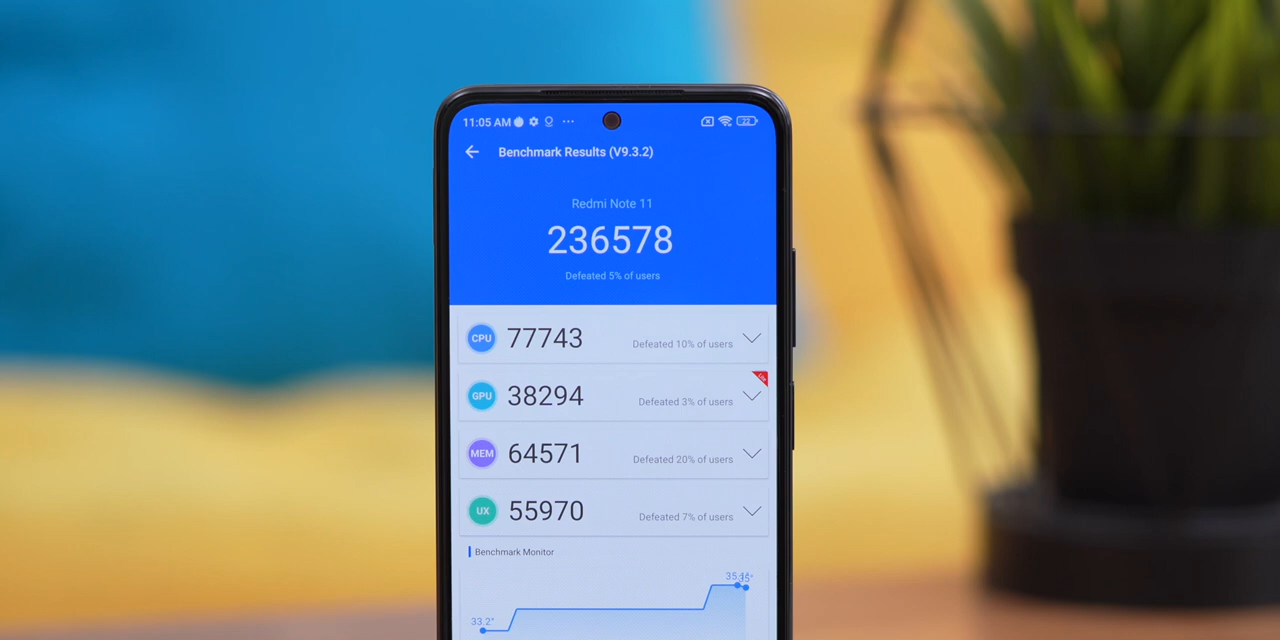 11:05 AM
22
Benchmark Results (V9.3.2)
Redmi Note 11
236578
Defeated 5% of users
CPU 77743 Defeated 10% of users
Lite
GPU 38294 Defeated 3% of users
MEM 64571 Defeated 20% of users
UX 55970 Defeated 7% of users
Benchmark Monitor
33.2°